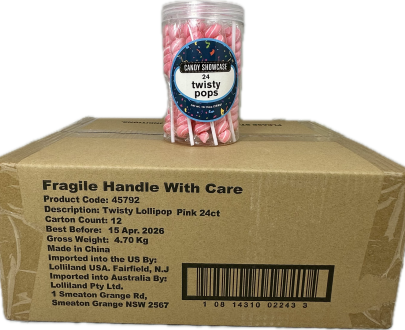 CANDY SHOWCASE
24
twisty
pops
Fragile Handle With Care
Product Code: 45792
Description: Twisty Lollipop Pink 24ct
Carton Count: 12
Best Before: 15 Apr. 2026
Gross Weight: 4.70 Kg
Made in China
Imported into the US By:
Lolliland USA. Fairfield, N.J
Imported into Australia By:
Lolliland Pty Ltd.
1 Smeaton Grange Rd,
Smeaton Grange NSW 2567
1 08 14310 02243 3